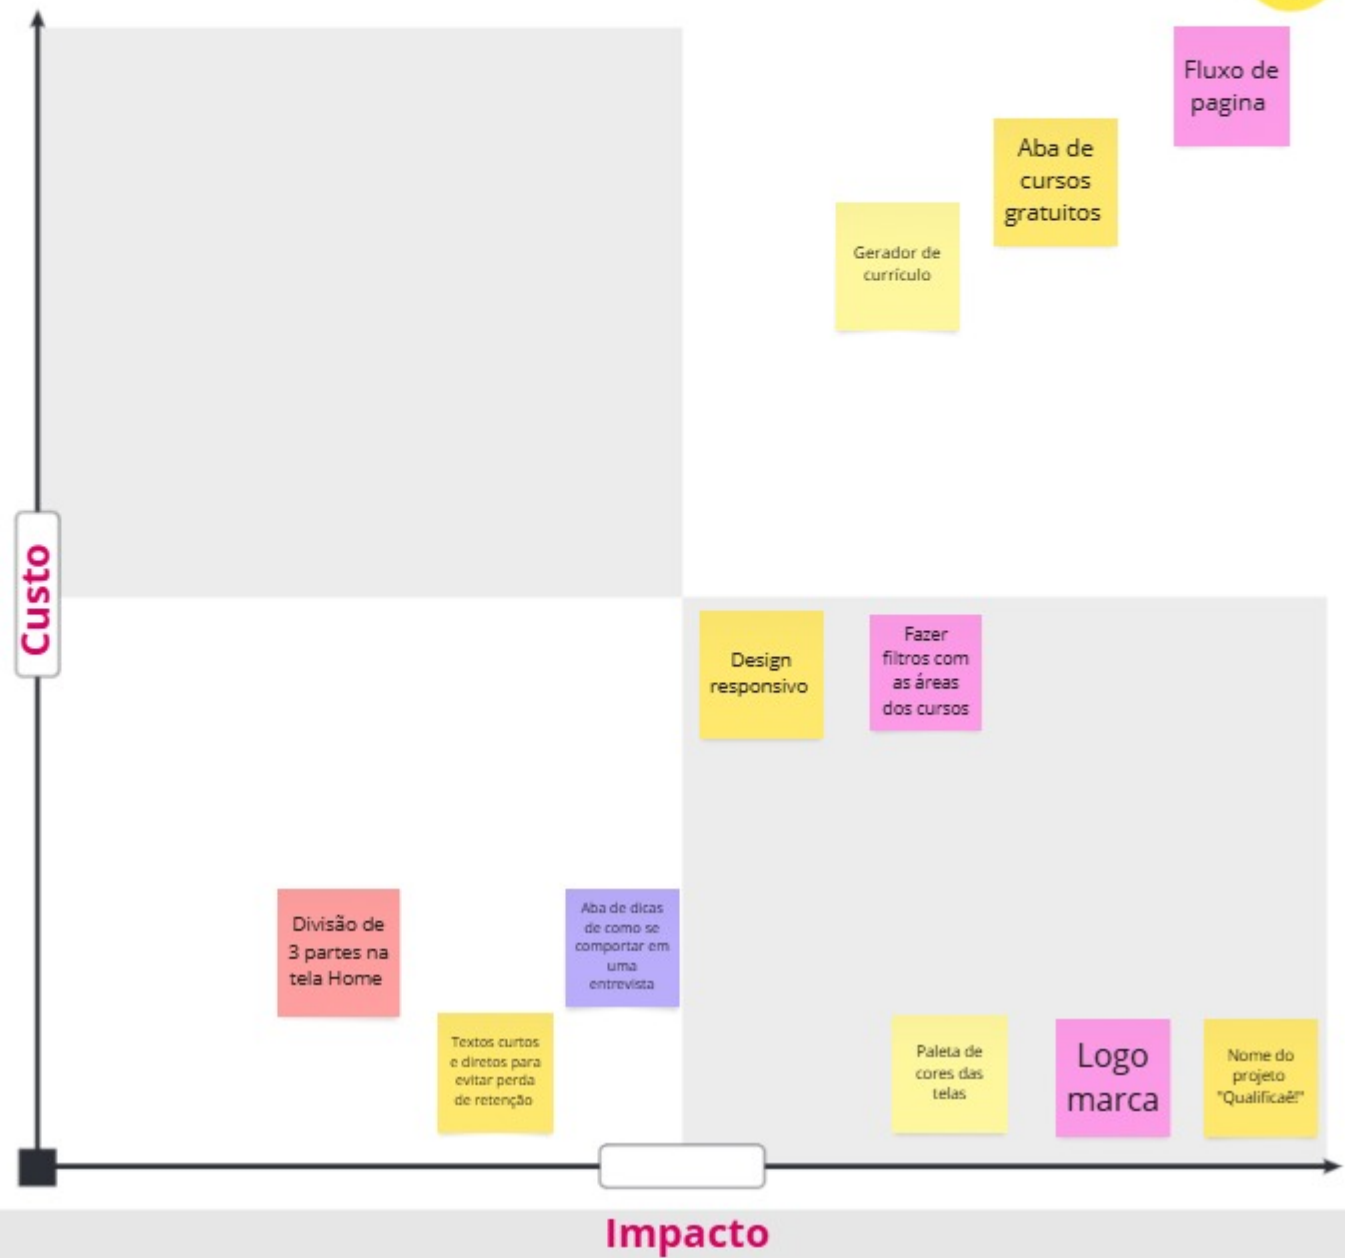 Fluxo de
pagina
Aba de
cursos
gratuitos
Gerador de
currículo
Custo
Design
responsivo
Fazer
filtros com
as áreas
dos cursos
Divisão de
3 partes na
tela Home
Aba de dicas
de como se
comportar em
uma
entrevista
Textos curtos
e diretos para
evitar perda
de retenção
Paleta de
cores das
telas
Logo
marca
Nome do
projeto
"Qualificaê!"
Impacto